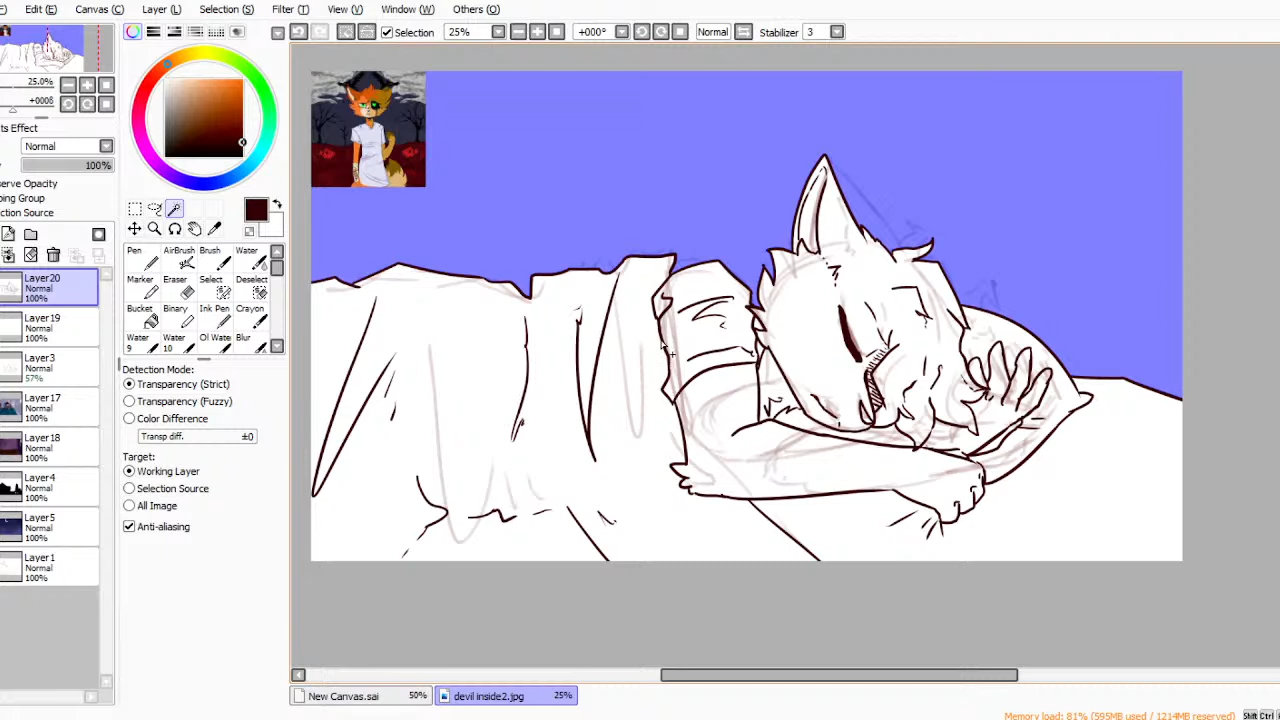 Edit (E) Canvas (C) Layer (L) Selection (S) Filter (T) View (V) Window (W) Others (O)
Selection 25% +000° Normal Stabilizer 3
25.0%
Effect
Normal
100%
Opacity
Group
Source
Pen AirBrush Brush Water
Marker Eraser Select Deselect
Bucket Binary Ink Pen Crayon
Water 9 Water 10 Oil Water Blur
Layer20
Normal
100%
Layer19
Normal
100%
Layer3
Normal
57%
Layer17
Normal
100%
Layer18
Normal
100%
Layer4
Normal
100%
Layer5
Normal
100%
Layer1
Normal
100%
Detection Mode:
Transparency (Strict)
Transparency (Fuzzy)
Color Difference
Transp diff. ±0
Target:
Working Layer
Selection Source
All Image
Anti-aliasing
New Canvas.sai 50% devil inside2.jpg 25%
Memory load: 81% (595MB used / 1214MB reserved)
Shift Ctrl